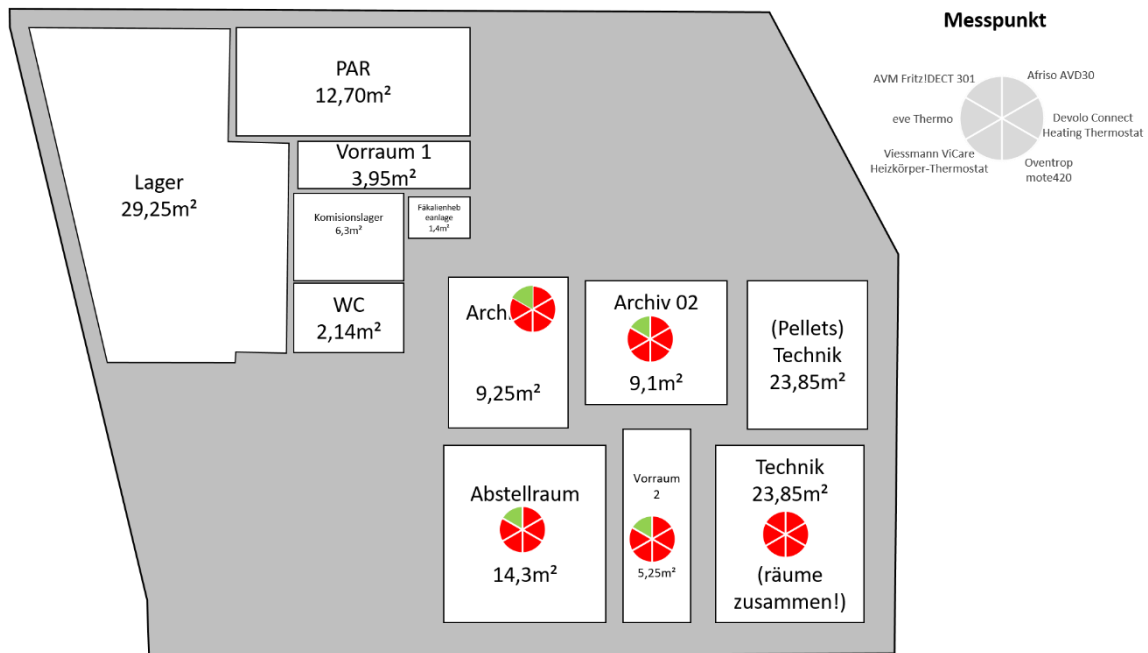 Messpunkt
AVM Fritz!DECT 301
Afriso AVD30
eve Thermo
Devolo Connect
Heating Thermostat
Viessmann ViCare
Heizkörper-Thermostat
Oventrop
mote420
PAR
12,70m²
Vorraum 1
3,95m²
Lager
29,25m²
Komisionslager
6,3m²
Fäkalienheb
eanlage
1,4m²
WC
2,14m²
9,25m²
Archiv 02
9,1m²
(Pellets)
Technik
23,85m²
Abstellraum
14,3m²
Vorraum
2
5,25m²
Technik
23,85m²
(räume
zusammen!)